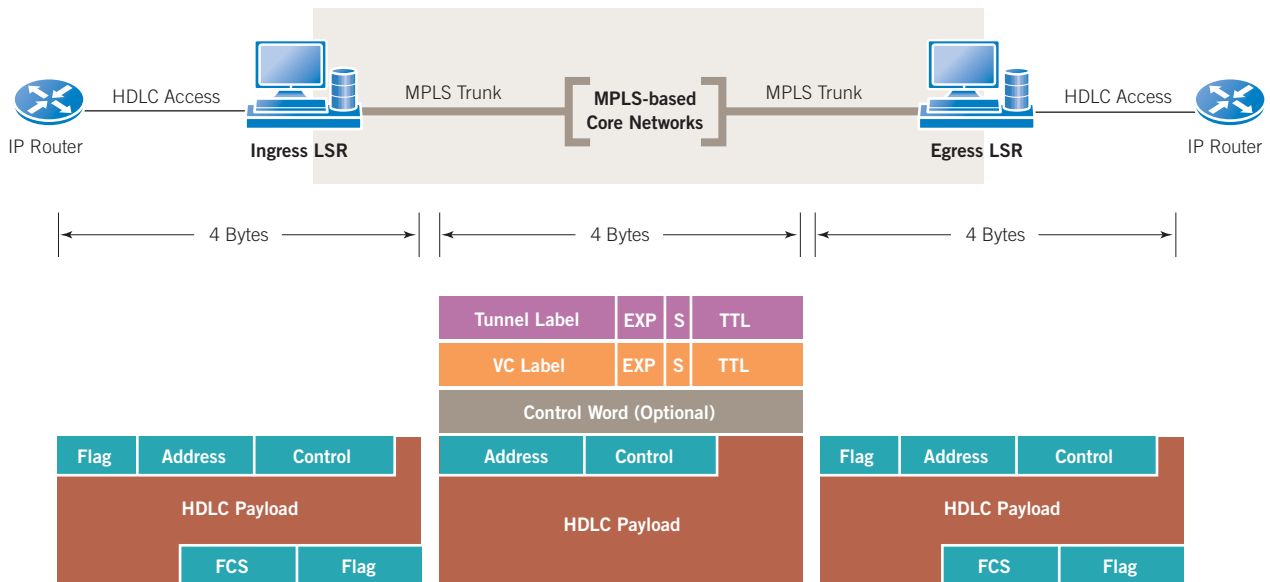 HDLC Access
MPLS Trunk
MPLS-based
Core Networks
MPLS Trunk
HDLC Access
IP Router
Ingress LSR
Egress LSR
IP Router
4 Bytes
4 Bytes
4 Bytes
Tunnel Label EXP S TTL
VC Label EXP S TTL
Control Word (Optional)
Flag Address Control
Address Control
Flag Address Control
HDLC Payload
HDLC Payload
HDLC Payload
FCS Flag
FCS Flag